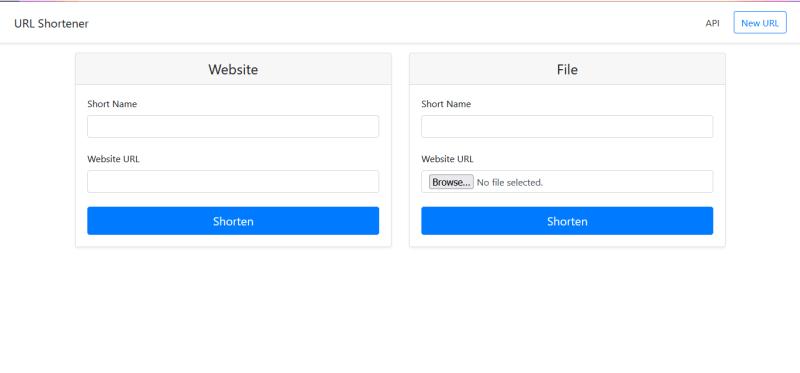 URL Shortener
API
New URL
Website
Short Name
Website URL
Shorten
File
Short Name
Website URL
Browse... No file selected.
Shorten